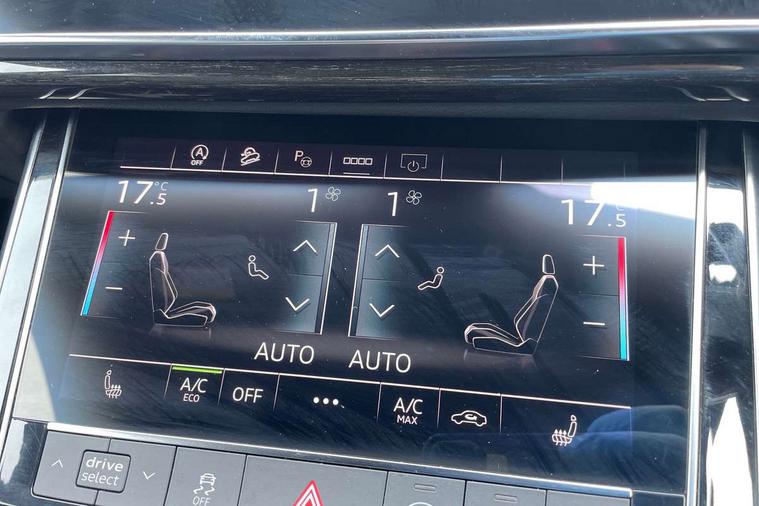 A OFF P
17.5 °C 1 1 17.5 °C
+ +
- -
AUTO AUTO
A/C ECO OFF ... A/C MAX
drive select OFF